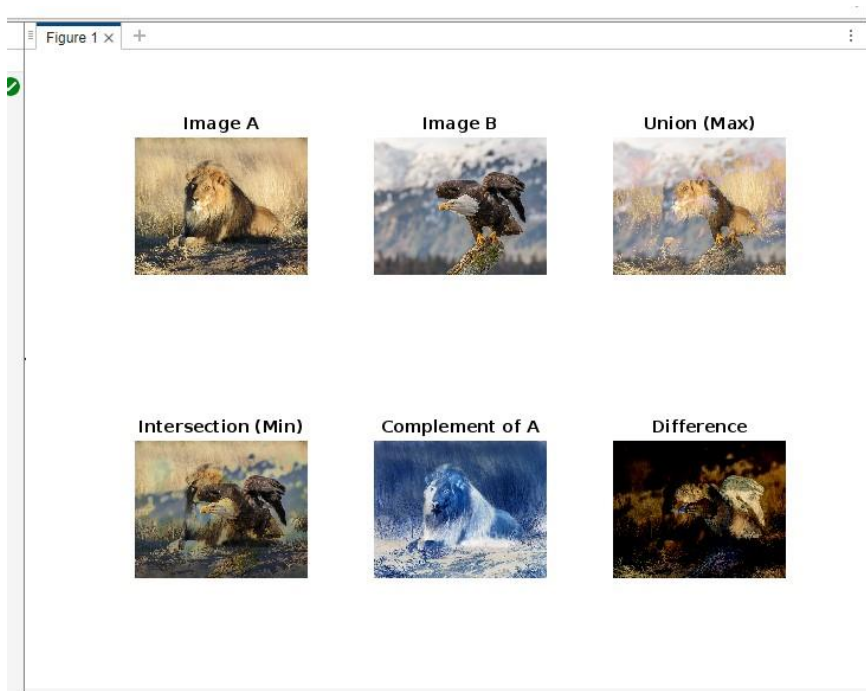 Figure 1
Image A
Image B
Union (Max)
Intersection (Min)
Complement of A
Difference